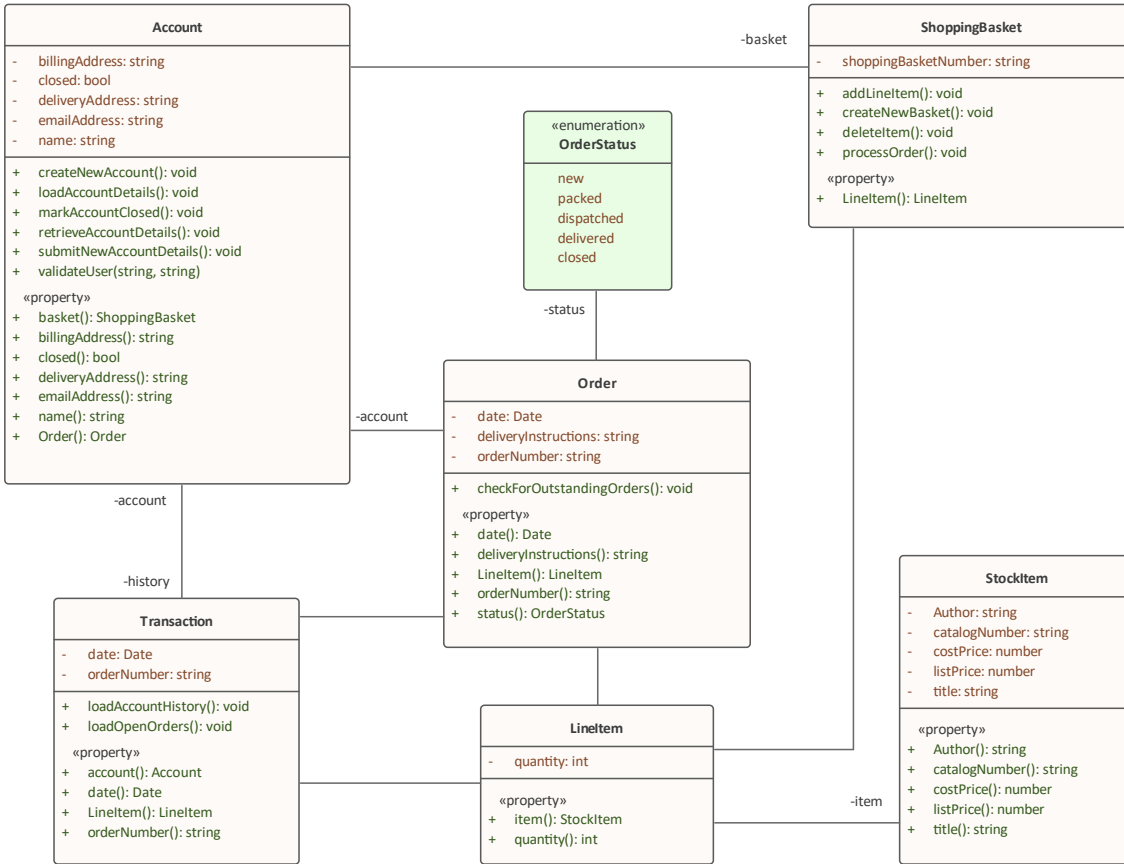 Account
- billingAddress: string
- closed: bool
- deliveryAddress: string
- emailAddress: string
- name: string
+ createNewAccount(): void
+ loadAccountDetails(): void
+ markAccountClosed(): void
+ retrieveAccountDetails(): void
+ submitNewAccountDetails(): void
+ validateUser(string, string)
«property»
+ basket(): ShoppingBasket
+ billingAddress(): string
+ closed(): bool
+ deliveryAddress(): string
+ emailAddress(): string
+ name(): string
+ Order(): Order
-basket
ShoppingBasket
- shoppingBasketNumber: string
+ addLineItem(): void
+ createNewBasket(): void
+ deleteItem(): void
+ processOrder(): void
«property»
+ LineItem(): LineItem
«enumeration»
OrderStatus
new
packed
dispatched
delivered
closed
-status
-account
Order
- date: Date
- deliveryInstructions: string
- orderNumber: string
+ checkForOutstandingOrders(): void
«property»
+ date(): Date
+ deliveryInstructions(): string
+ LineItem(): LineItem
+ orderNumber(): string
+ status(): OrderStatus
-account
-history
Transaction
- date: Date
- orderNumber: string
+ loadAccountHistory(): void
+ loadOpenOrders(): void
«property»
+ account(): Account
+ date(): Date
+ LineItem(): LineItem
+ orderNumber(): string
LineItem
- quantity: int
«property»
+ item(): StockItem
+ quantity(): int
-item
StockItem
- Author: string
- catalogNumber: string
- costPrice: number
- listPrice: number
- title: string
«property»
+ Author(): string
+ catalogNumber(): string
+ costPrice(): number
+ listPrice(): number
+ title(): string